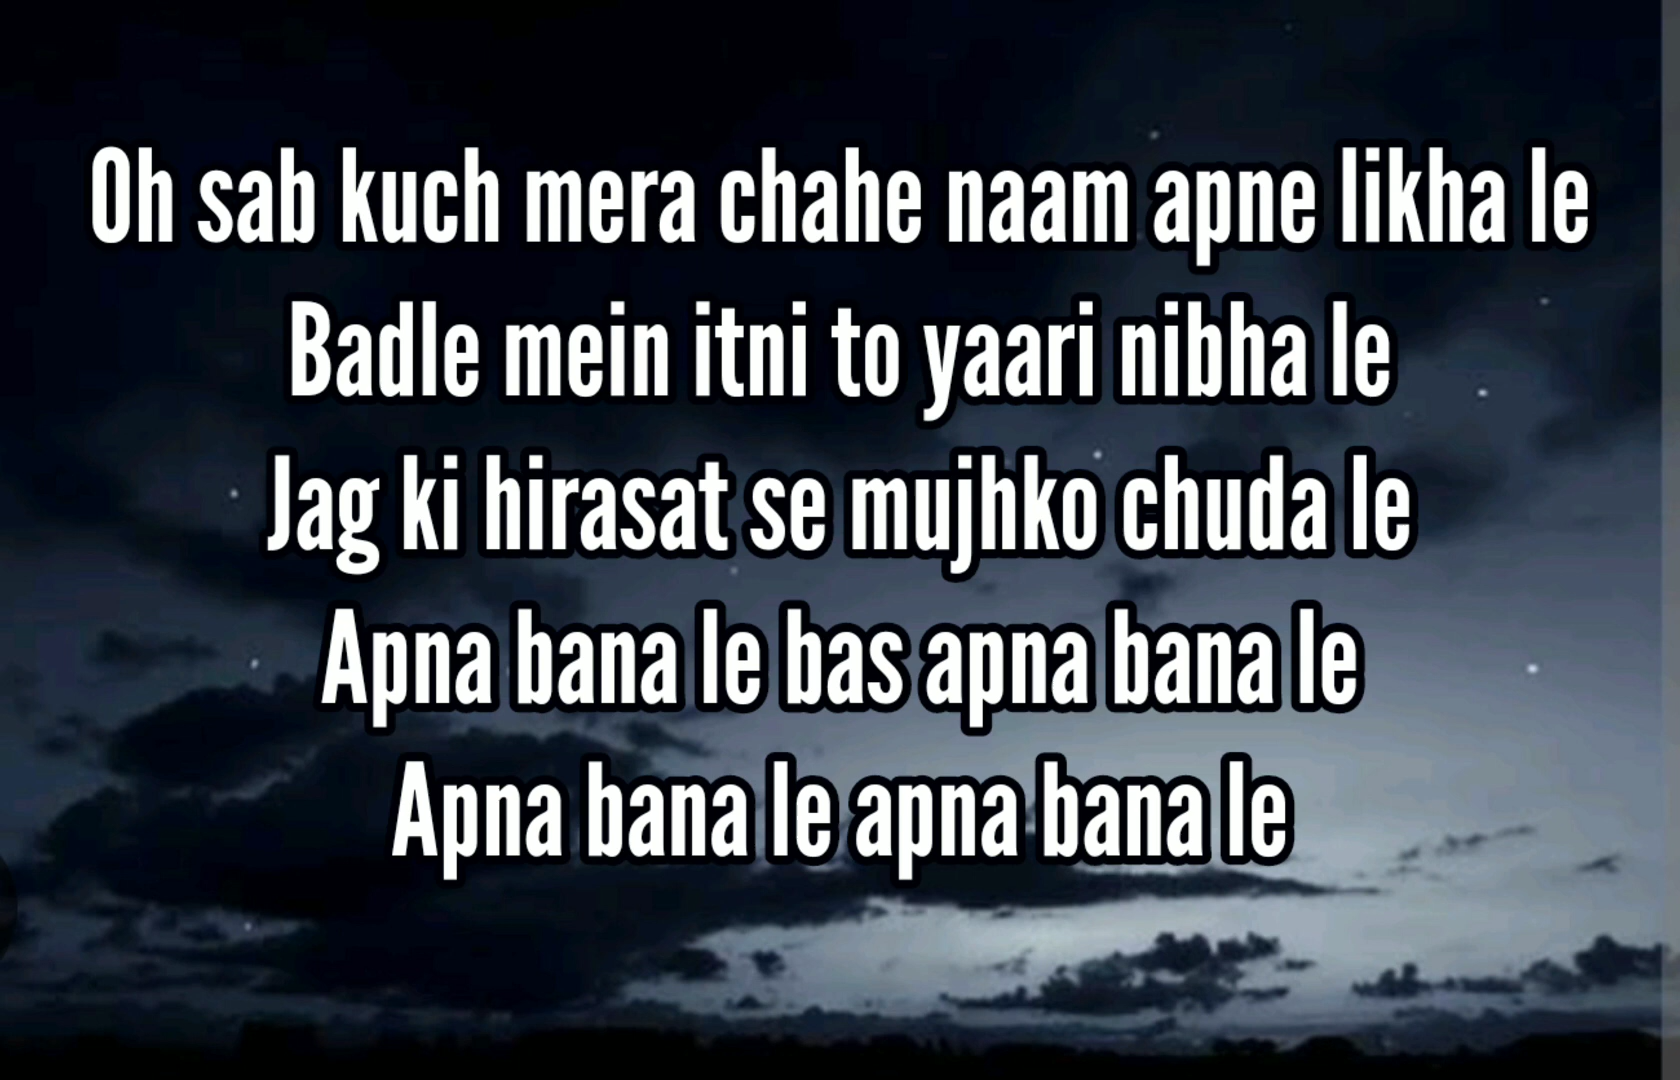 Oh sab kuch mera chahe naam apne likha le
Badle mein itni to yaari nibha le
Jag ki hirasat se mujhko chuda le
Apna bana le bas apna bana le
Apna bana le apna bana le